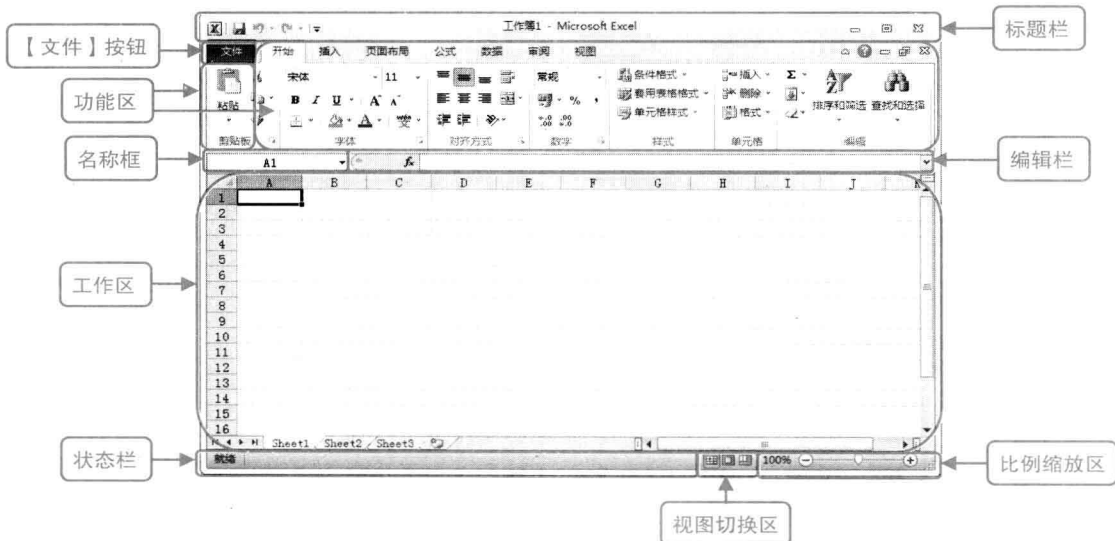 工作簿1 - Microsoft Excel
标题栏
【文件】按钮
文件 开始 插入 页面布局 公式 数据 审阅 视图
功能区
粘贴
宋体 11
常规
条件格式
套用表格格式
单元格样式
插入
删除
格式
Σ
排序和筛选 查找和选择
B I U A A
% ,
剪贴板 字体 对齐方式 数字 样式 单元格 编辑
名称框
A1
fx
编辑栏
A B C D E F G H I J K
1
2
3
4
5
6
7
8
9
10
11
12
13
14
15
16
工作区
Sheet1 Sheet2 Sheet3
状态栏
就绪
100%
比例缩放区
视图切换区